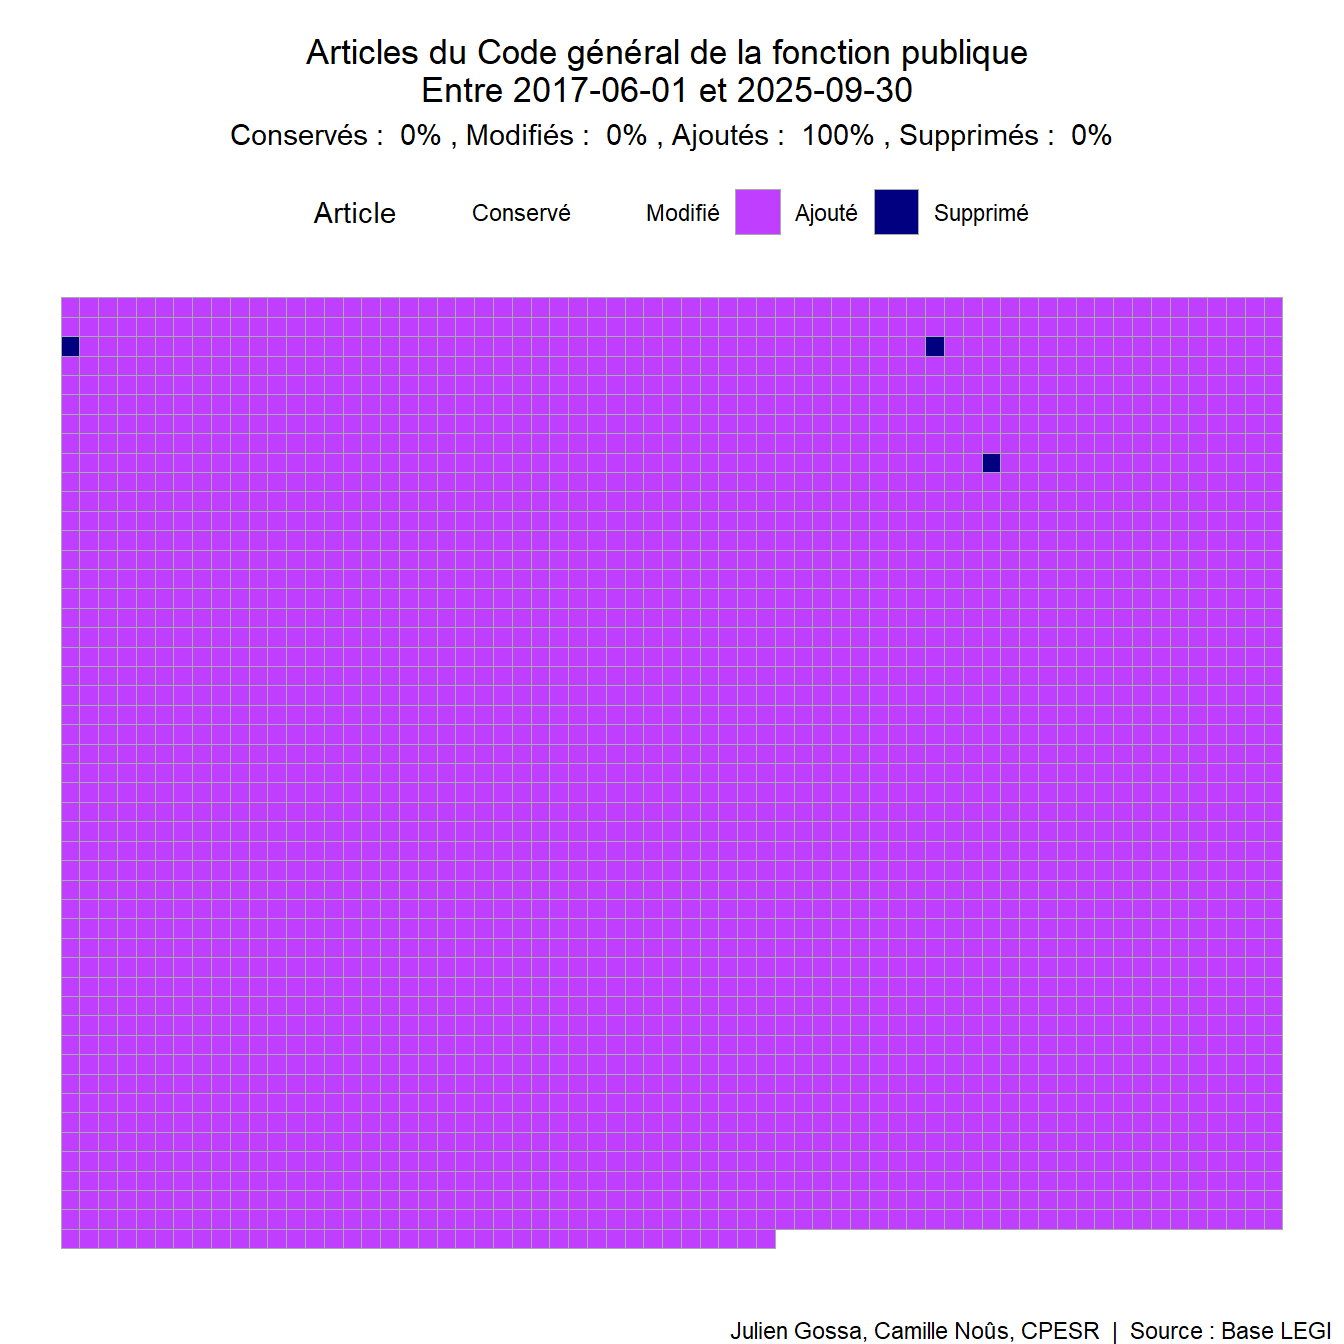 Articles du Code général de la fonction publique
Entre 2017-06-01 et 2025-09-30
Conservés :  0% , Modifiés :  0% , Ajoutés :  100% , Supprimés :  0%
Article Conservé Modifié Ajouté Supprimé
Julien Gossa, Camille Noûs, CPESR | Source : Base LEGI